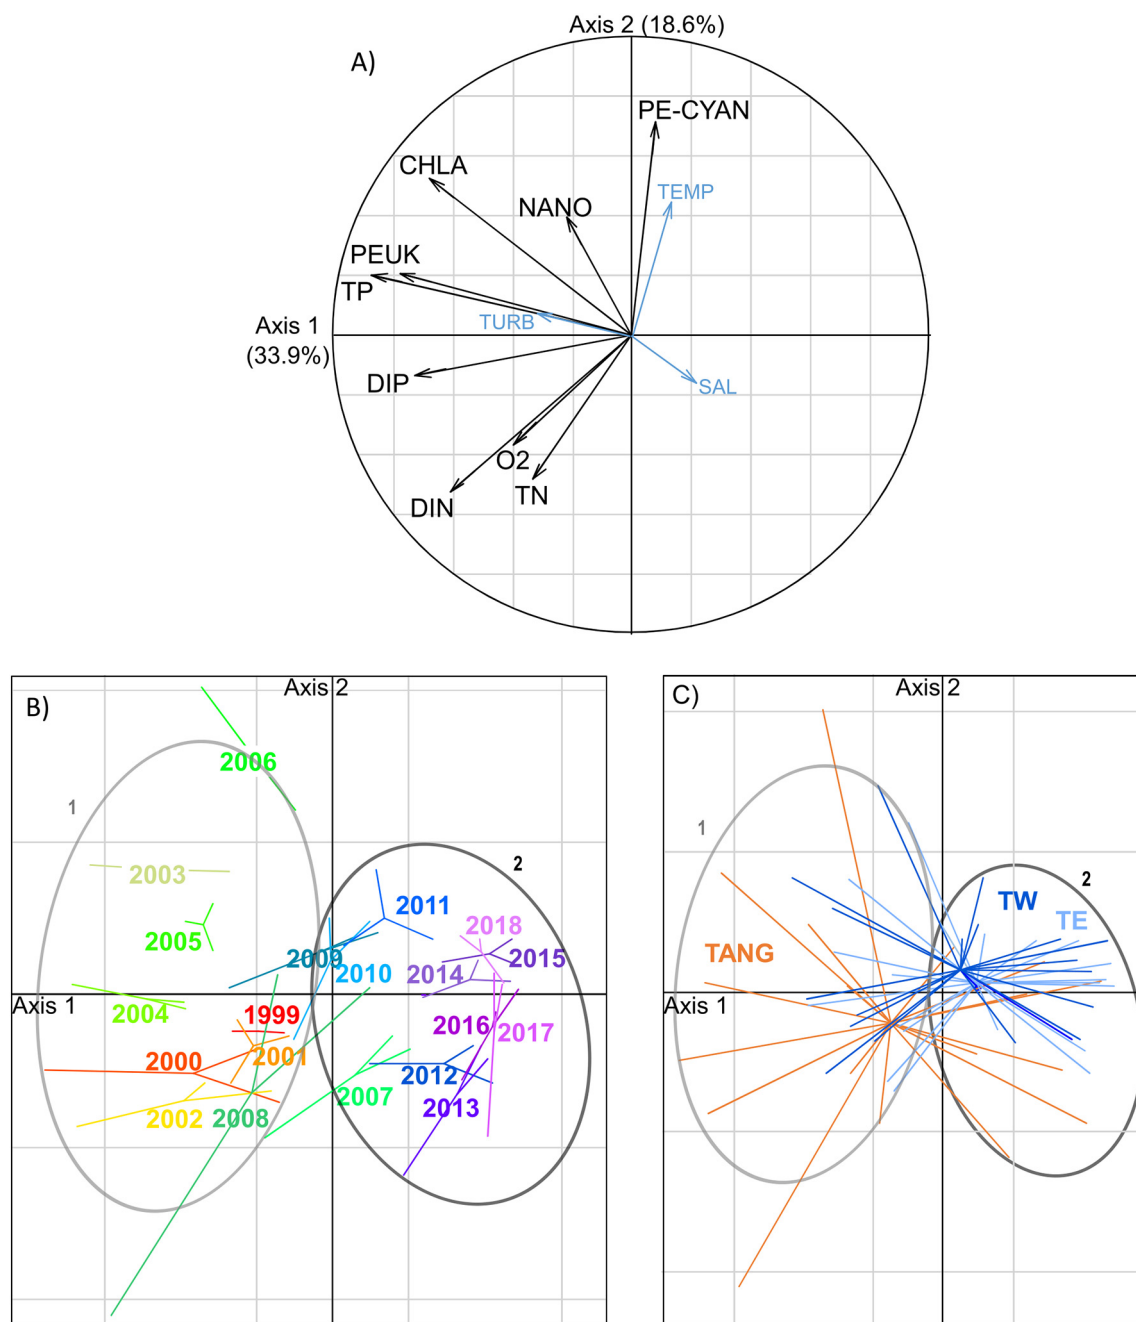 Axis 2 (18.6%)
A)
PE-CYAN
CHLA
TEMP
NANO
PEUK
TP
TURB
Axis 1
(33.9%)
DIP
SAL
O2
TN
DIN
B)
Axis 2
2006
1
2
2003
2011
2018
2005
2009
2010
2014
2015
Axis 1
2004
1999
2016
2017
2000
2001
2012
2007
2013
2002
2008
C)
Axis 2
1
2
TW
TE
TANG
Axis 1